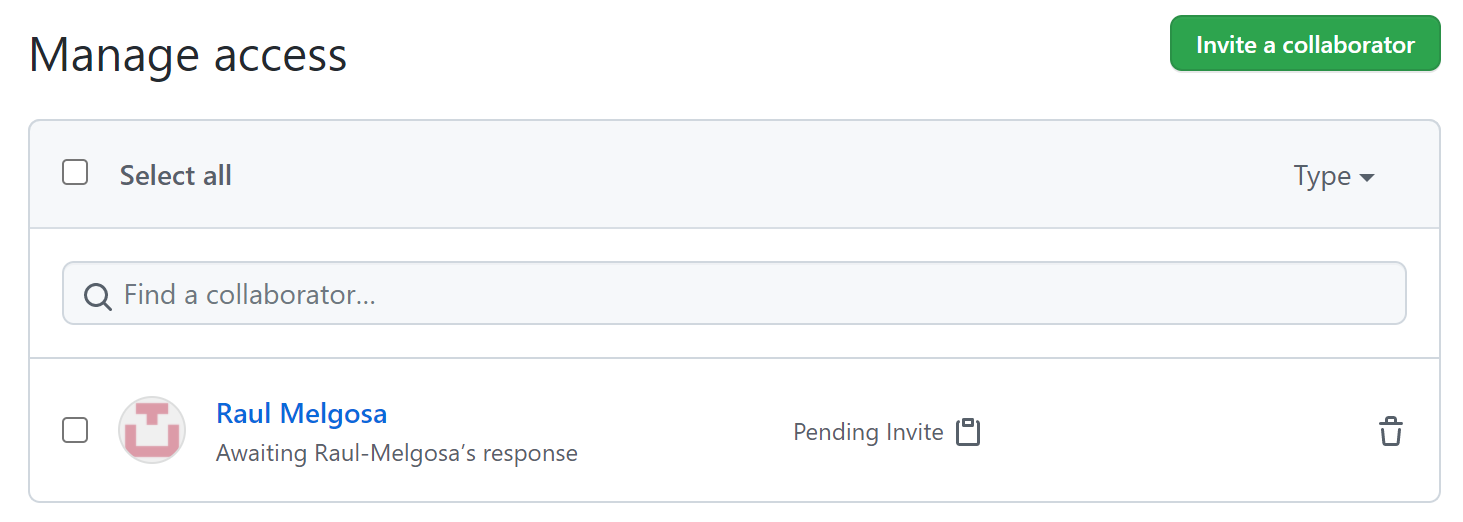 Manage access
Invite a collaborator
Select all
Type
Find a collaborator...
Raul Melgosa
Awaiting Raul-Melgosa’s response
Pending Invite